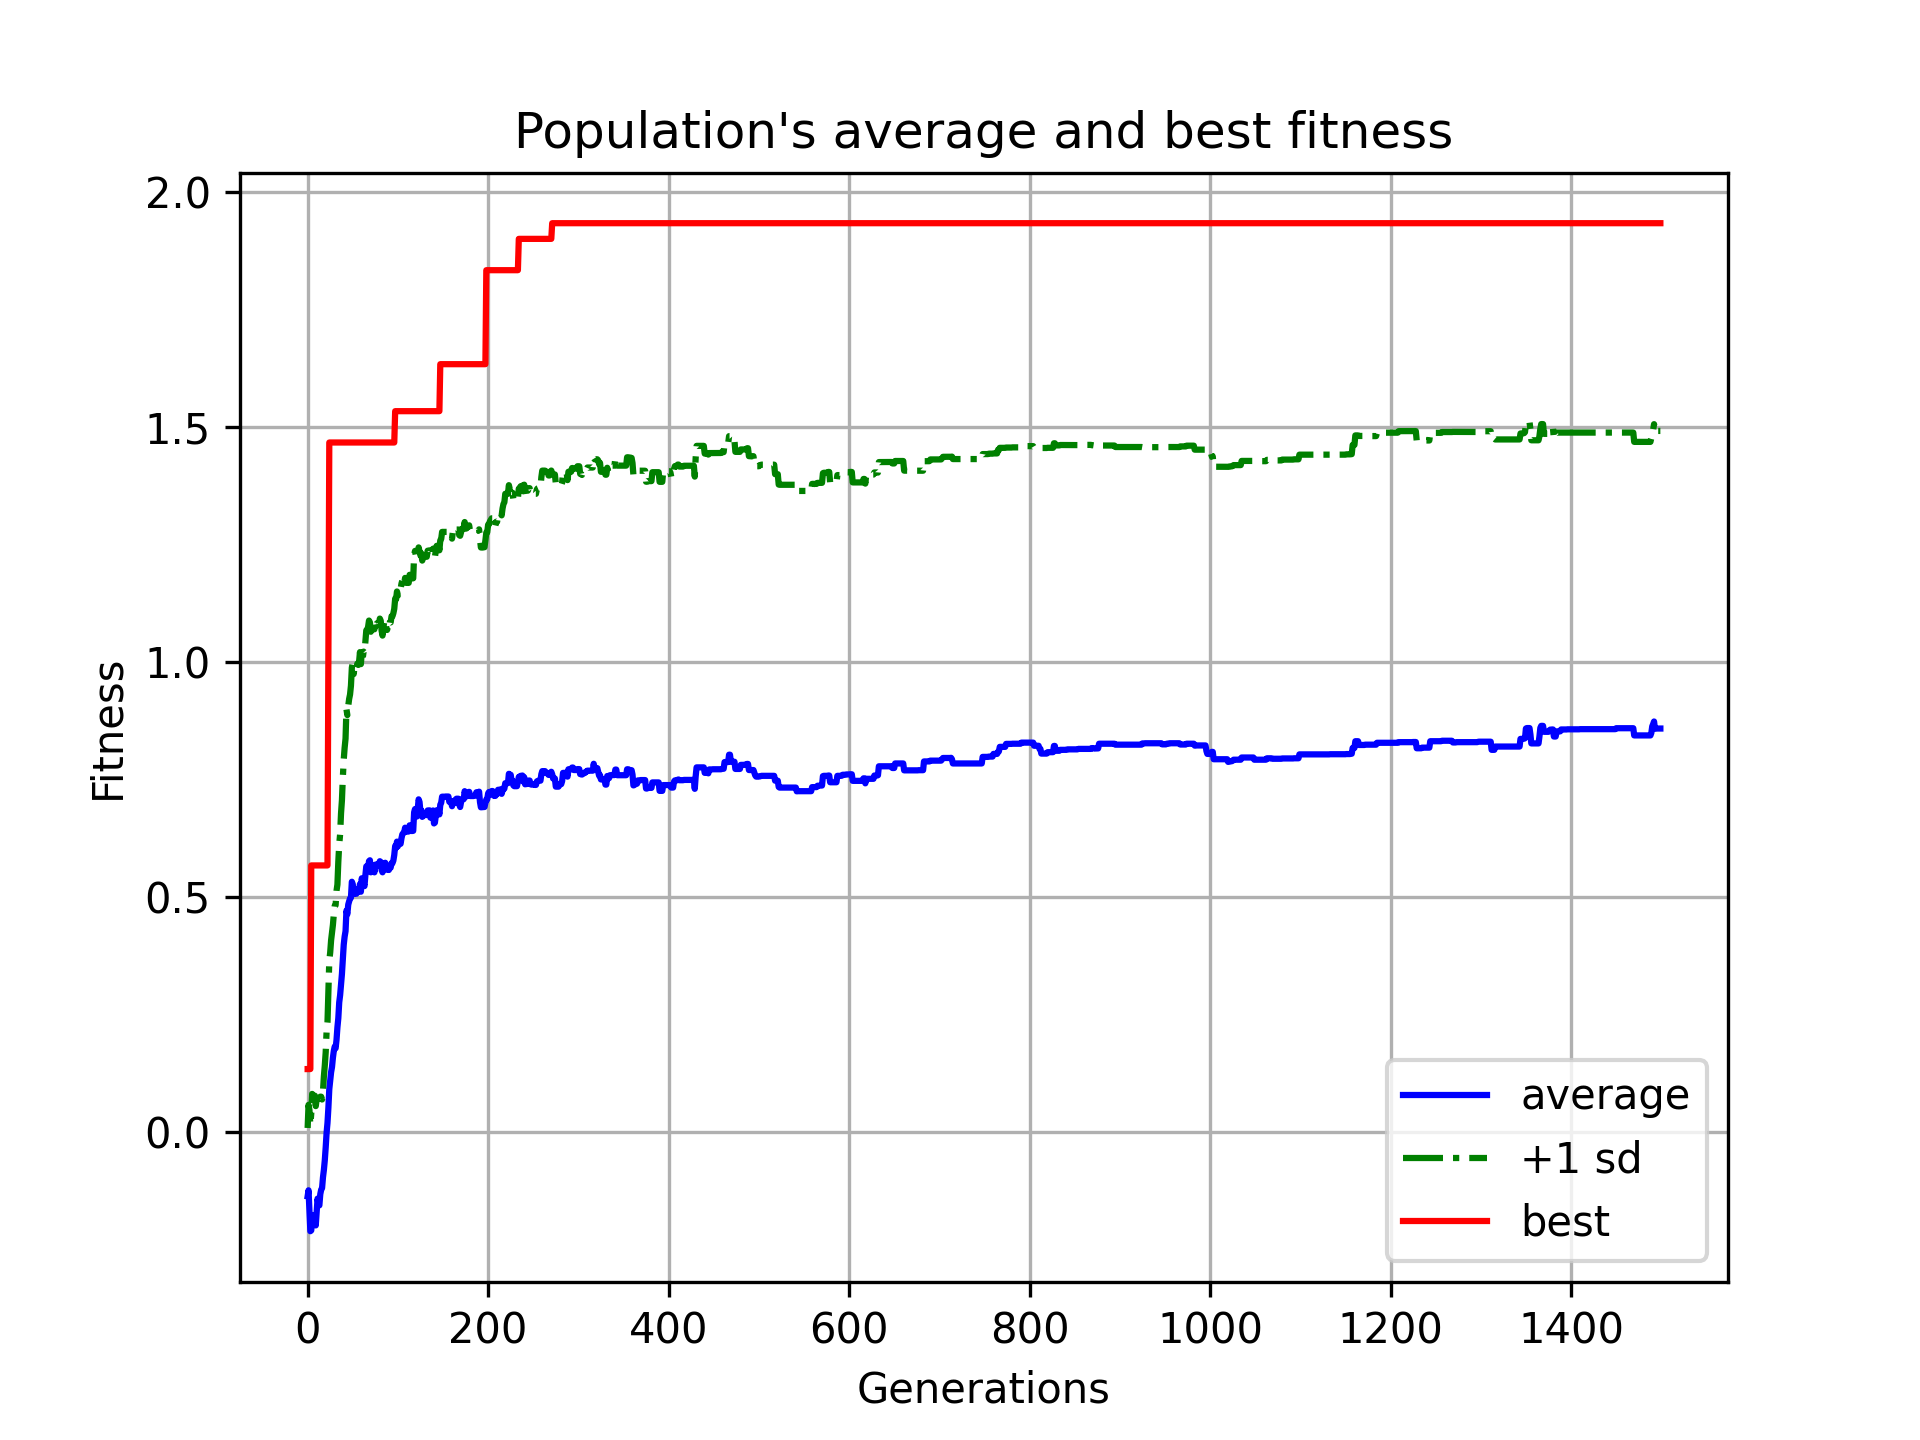 Population's average and best fitness
2.0
1.5
1.0
0.5
0.0
Fitness
0 200 400 600 800 1000 1200 1400
Generations
average
+1 sd
best